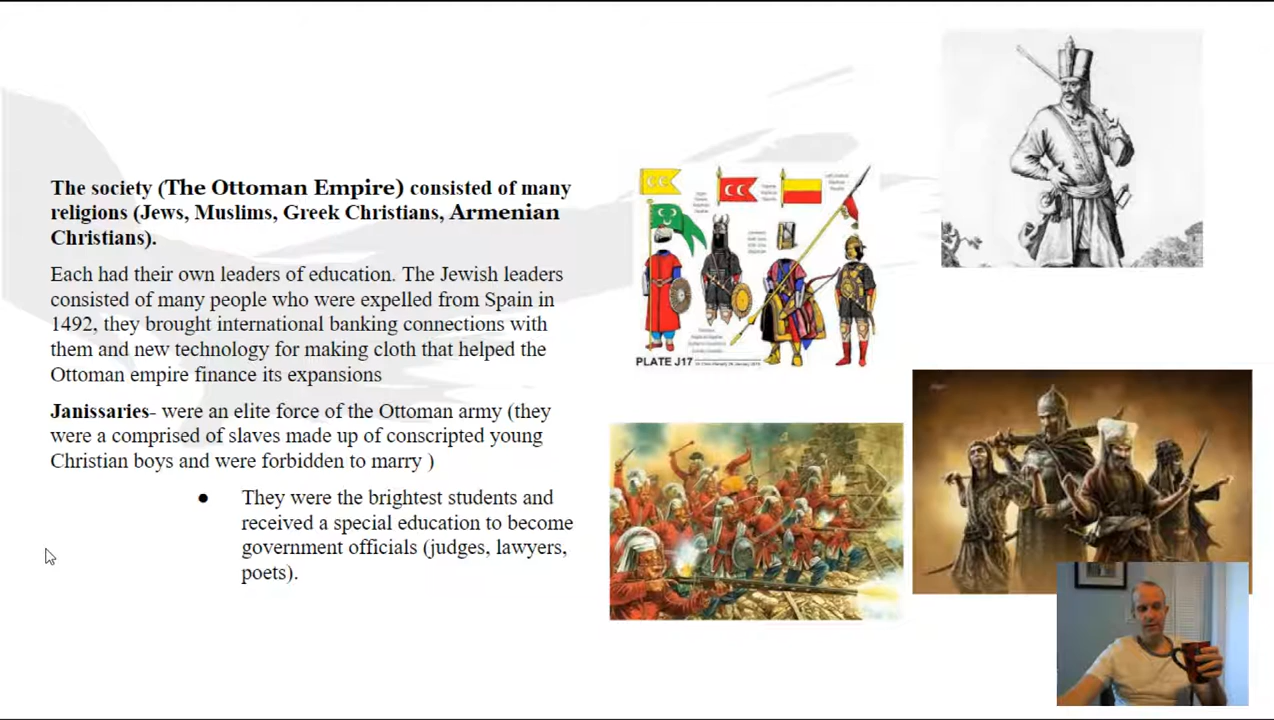 The society (The Ottoman Empire) consisted of many
religions (Jews, Muslims, Greek Christians, Armenian
Christians).
Each had their own leaders of education. The Jewish leaders
consisted of many people who were expelled from Spain in
1492, they brought international banking connections with
them and new technology for making cloth that helped the
Ottoman empire finance its expansions
Janissaries- were an elite force of the Ottoman army (they
were a comprised of slaves made up of conscripted young
Christian boys and were forbidden to marry )
● They were the brightest students and
received a special education to become
government officials (judges, lawyers,
poets).
PLATE J17